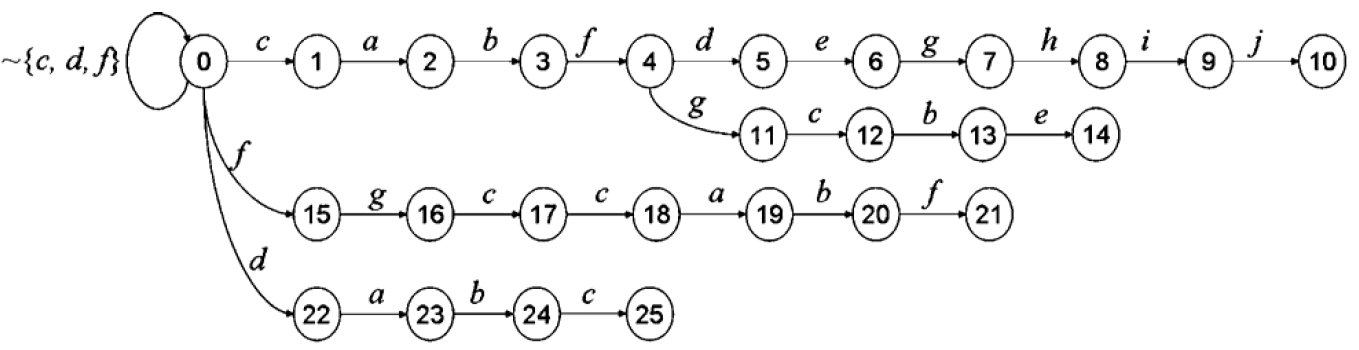 c a b f d e g h i j
~{c, d, f} 0 1 2 3 4 5 6 7 8 9 10
g c b e
11 12 13 14
f g c c a b f
15 16 17 18 19 20 21
d a b c
22 23 24 25